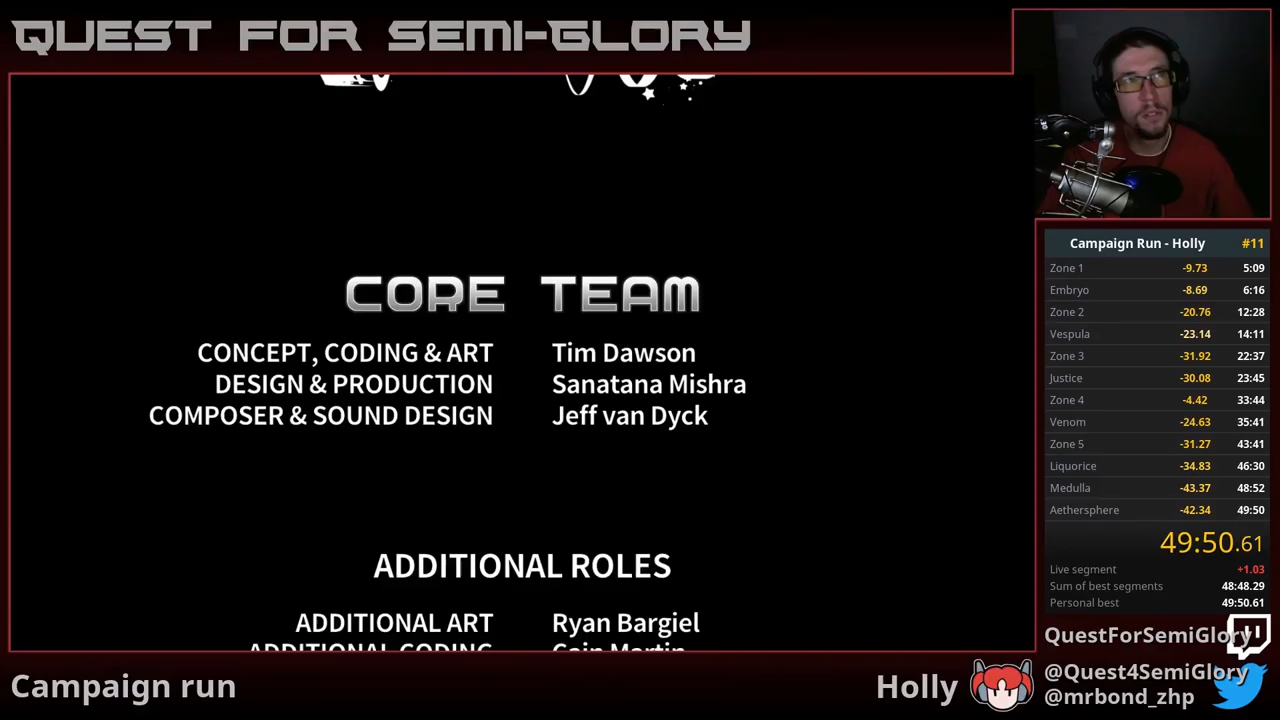 QUEST FOR SEMI-GLORY
CORE TEAM
CONCEPT, CODING & ART Tim Dawson
DESIGN & PRODUCTION Sanatana Mishra
COMPOSER & SOUND DESIGN Jeff van Dyck
ADDITIONAL ROLES
ADDITIONAL ART Ryan Bargiel
ADDITIONAL CODING Cain Martin
Campaign Run - Holly #11
Zone 1 -9.73 5:09
Embryo -8.69 6:16
Zone 2 -20.76 12:28
Vespula -23.14 14:11
Zone 3 -31.92 22:37
Justice -30.08 23:45
Zone 4 -4.42 33:44
Venom -24.63 35:41
Zone 5 -31.27 43:41
Liquorice -34.83 46:30
Medulla -43.37 48:52
Aethersphere -42.34 49:50
49:50.61
Live segment +1.03
Sum of best segments 48:48.29
Personal best 49:50.61
QuestForSemiGlory
@Quest4SemiGlory
@mrbond_zhp
Campaign run
Holly